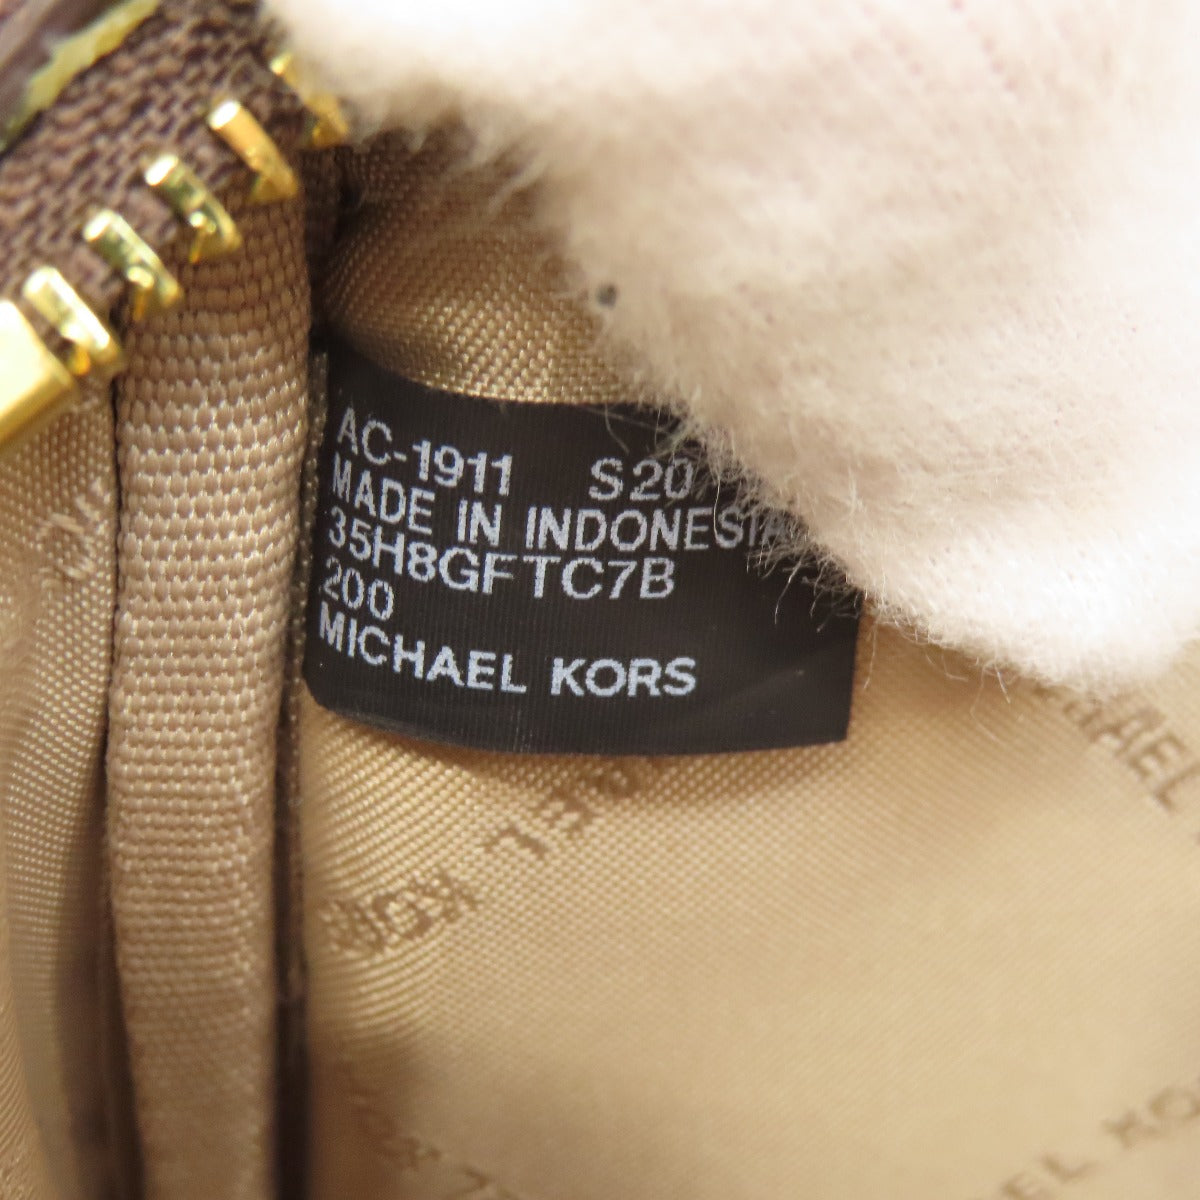 AC-1911 S20
MADE IN INDONESIA
35H8GFTC7B
200
MICHAEL KORS